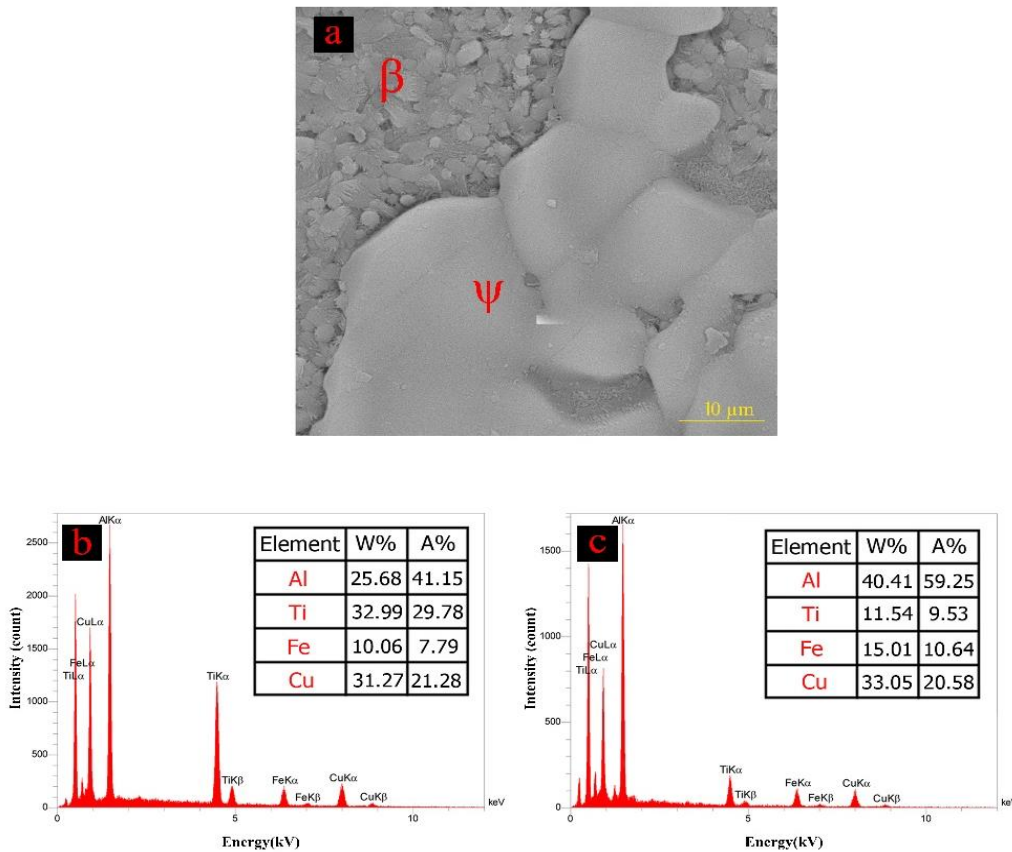 a
β
ψ
10 µm
b
AlKα
CuLα
FeLα
TiLα
TiKα
TiKβ
FeKα
FeKβ
CuKα
CuKβ
Intensity (count)
2500
2000
1500
1000
500
0
0
5
10
keV
Energy(kV)
Element W% A%
Al 25.68 41.15
Ti 32.99 29.78
Fe 10.06 7.79
Cu 31.27 21.28
c
AlKα
CuLα
FeLα
TiLα
TiKα
TiKβ
FeKα
FeKβ
CuKα
CuKβ
Intensity (count)
1500
1000
500
0
0
5
10
Energy(kV)
Element W% A%
Al 40.41 59.25
Ti 11.54 9.53
Fe 15.01 10.64
Cu 33.05 20.58